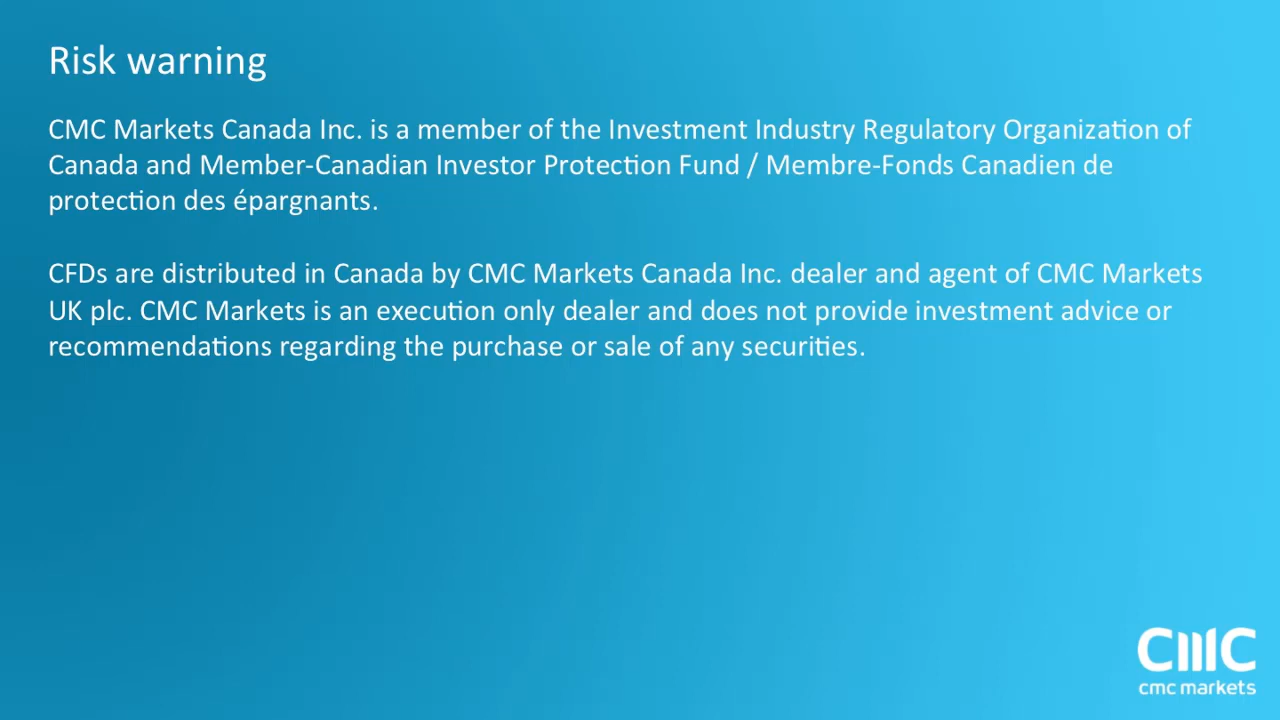 Risk warning
CMC Markets Canada Inc. is a member of the Investment Industry Regulatory Organization of
Canada and Member-Canadian Investor Protection Fund / Membre-Fonds Canadien de
protection des épargnants.
CFDs are distributed in Canada by CMC Markets Canada Inc. dealer and agent of CMC Markets
UK plc. CMC Markets is an execution only dealer and does not provide investment advice or
recommendations regarding the purchase or sale of any securities.
CMC
cmc markets